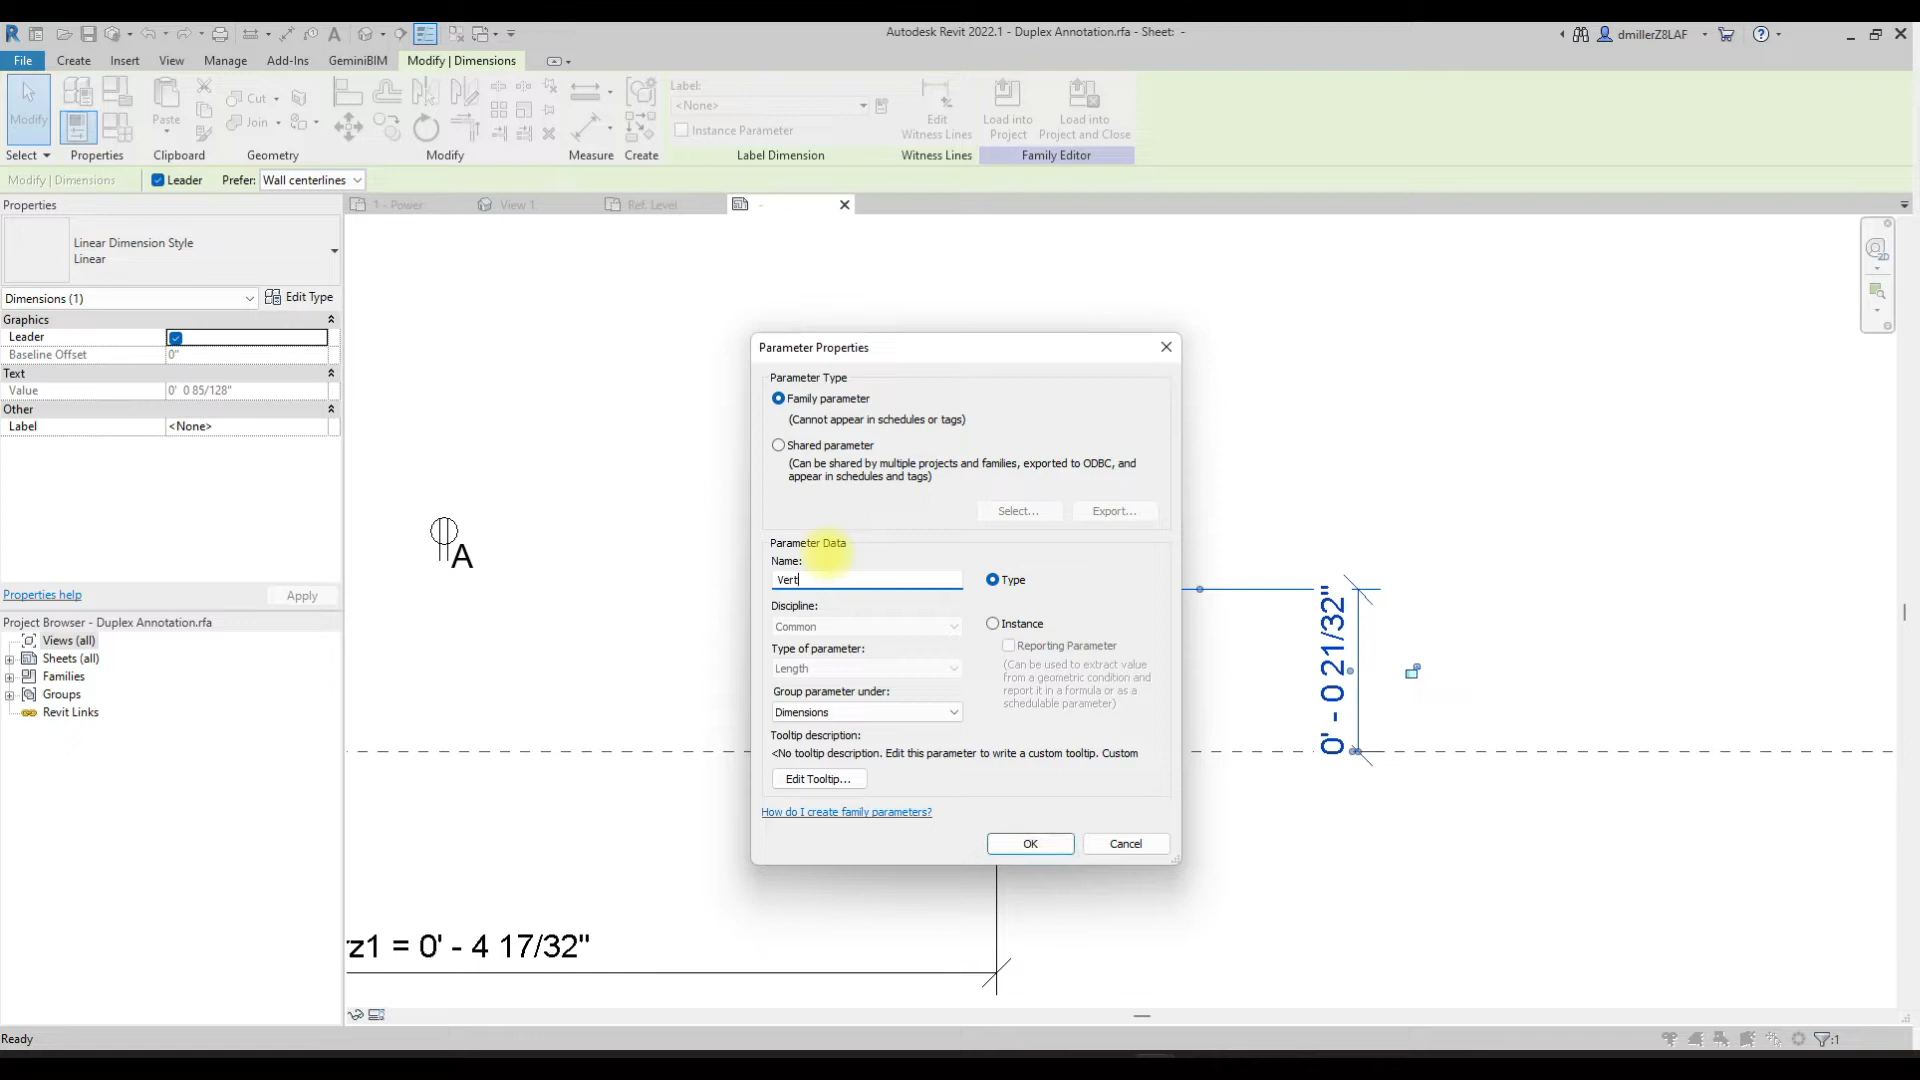 Autodesk Revit 2022.1 - Duplex Annotation.rfa - Sheet: -
dmillerZ8LAF
File Create Insert View Manage Add-Ins GeminiBIM Modify | Dimensions
Modify
Paste
Cut
Join
Label:
<None>
Instance Parameter
Edit Witness Lines
Load into Project
Load into Project and Close
Select Properties Clipboard Geometry Modify Measure Create Label Dimension Witness Lines Family Editor
Modify | Dimensions Leader Prefer: Wall centerlines
Properties
1 - Power View 1 Ref. Level -
Linear Dimension Style
Linear
Dimensions (1) Edit Type
Graphics
Leader
Baseline Offset 0"
Text
Value 0' 0 85/128"
Other
Label <None>
Properties help Apply
Project Browser - Duplex Annotation.rfa
Views (all)
Sheets (all)
Families
Groups
Revit Links
A
Parameter Properties
Parameter Type
Family parameter
(Cannot appear in schedules or tags)
Shared parameter
(Can be shared by multiple projects and families, exported to ODBC, and
appear in schedules and tags)
Select... Export...
Parameter Data
Name:
Vert
Type
Discipline:
Common
Instance
Reporting Parameter
(Can be used to extract value
from a geometric condition and
report it in a formula or as a
schedulable parameter)
Type of parameter:
Length
Group parameter under:
Dimensions
Tooltip description:
<No tooltip description. Edit this parameter to write a custom tooltip. Custom
Edit Tooltip...
How do I create family parameters?
OK Cancel
0' - 0 21/32"
rz1 = 0' - 4 17/32"
2D
Ready
:1